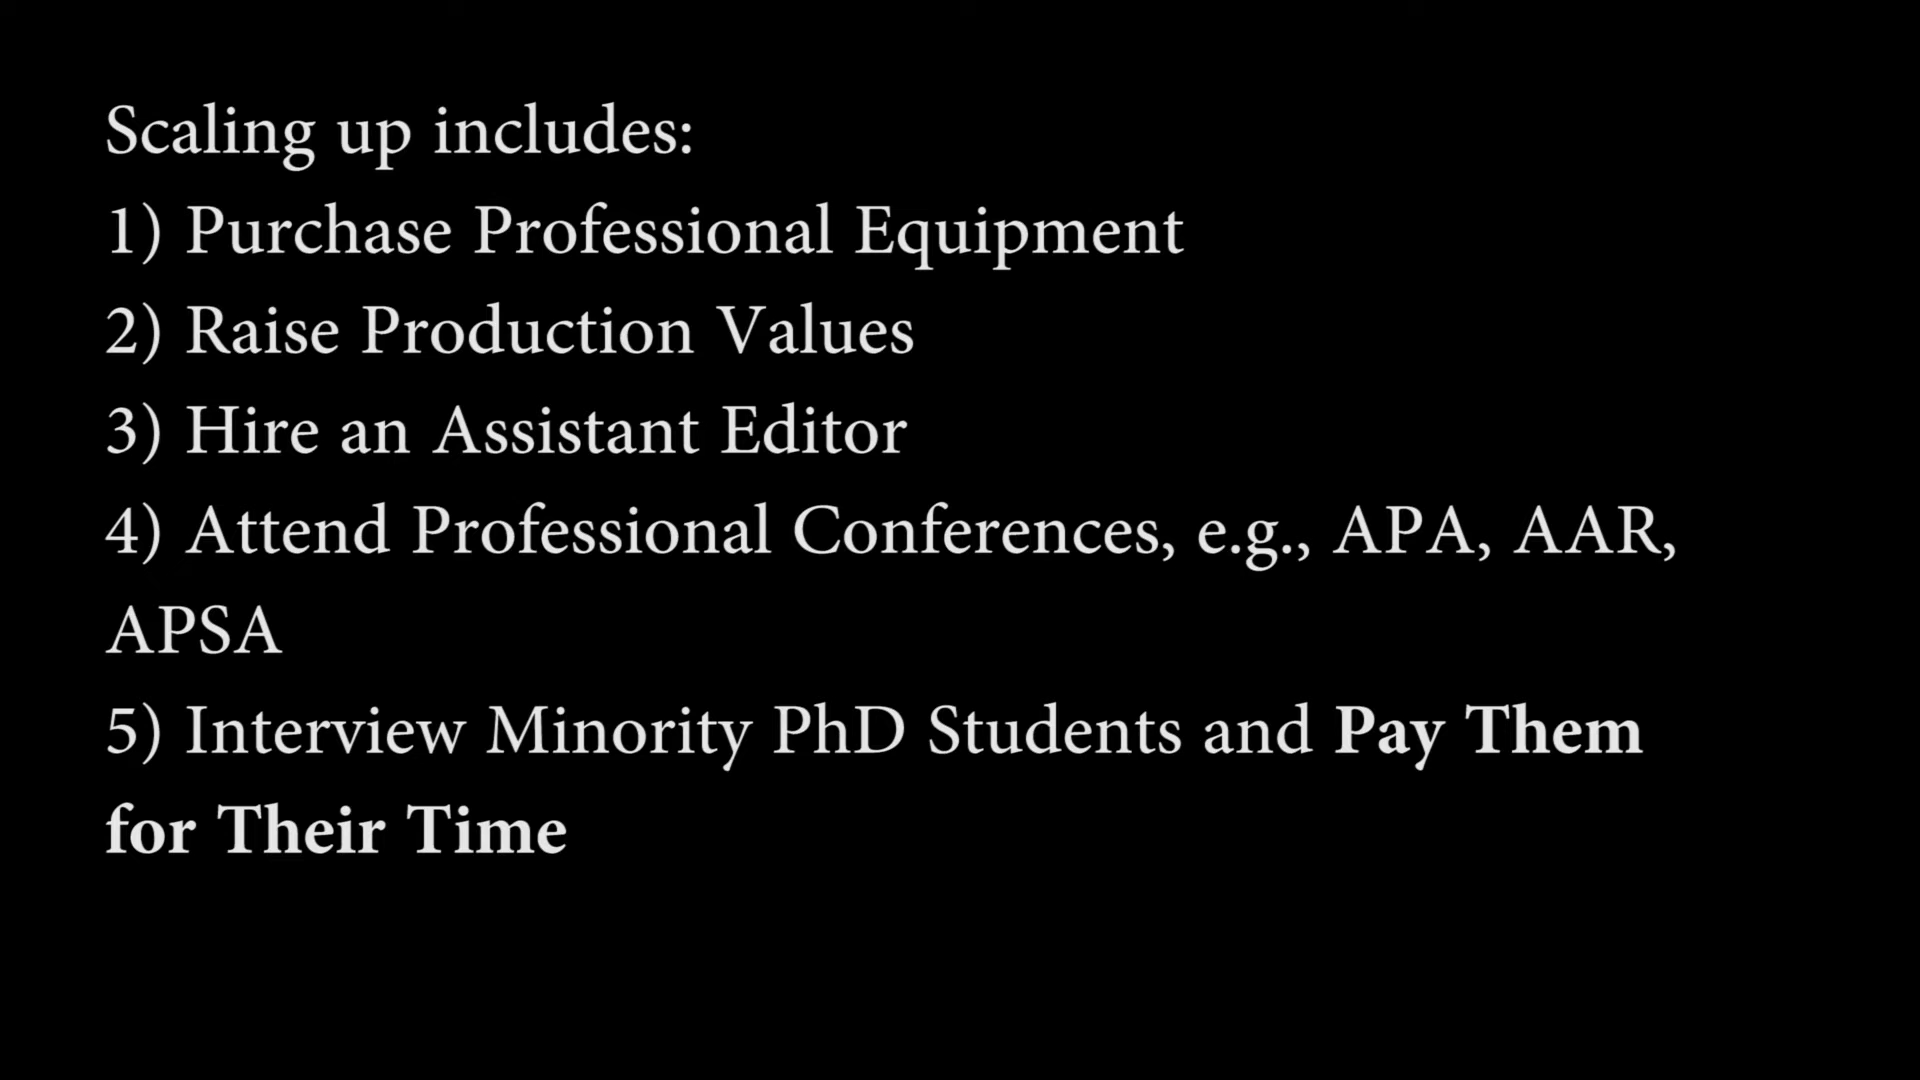 Scaling up includes:
1) Purchase Professional Equipment
2) Raise Production Values
3) Hire an Assistant Editor
4) Attend Professional Conferences, e.g., APA, AAR,
APSA
5) Interview Minority PhD Students and Pay Them
for Their Time